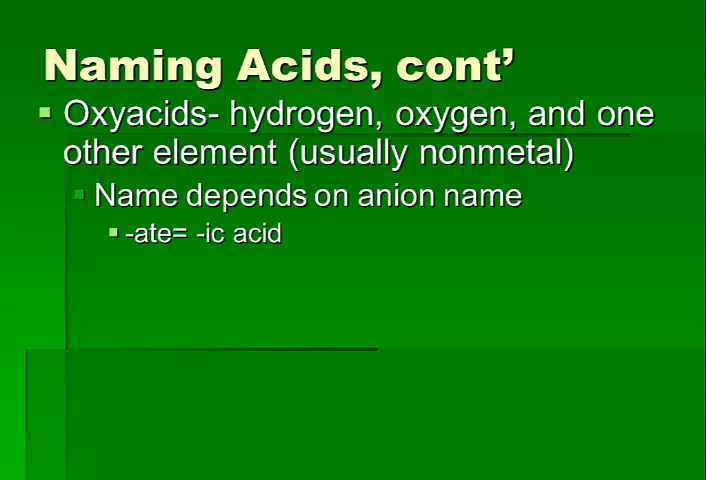 Naming Acids, cont’
Oxyacids- hydrogen, oxygen, and one
other element (usually nonmetal)
Name depends on anion name
-ate= -ic acid